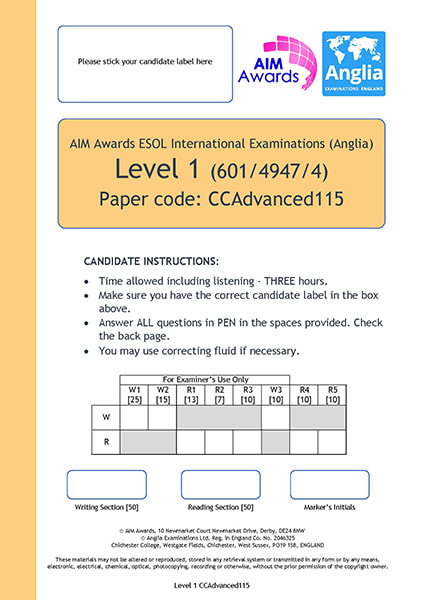 Please stick your candidate label here
AIM
Awards
Anglia
EXAMINATIONS ENGLAND
AIM Awards ESOL International Examinations (Anglia)
Level 1 (601/4947/4)
Paper code: CCAdvanced115
CANDIDATE INSTRUCTIONS:
• Time allowed including listening – THREE hours.
• Make sure you have the correct candidate label in the box
above.
• Answer ALL questions in PEN in the spaces provided. Check
the back page.
• You may use correcting fluid if necessary.
For Examiner's Use Only
W1 W2 R1 R2 R3 W3 R4 R5
[25] [15] [13] [7] [10] [10] [10] [10]
W
R
Writing Section [50] Reading Section [50] Marker's Initials
© AIM Awards, 10 Newmarket Court Newmarket Drive, Derby, DE24 8NW
© Anglia Examinations Ltd. Reg. in England Co. No. 2046325
Chichester College, Westgate Fields, Chichester, West Sussex, PO19 1SB, ENGLAND
These materials may not be altered or reproduced, stored in any retrieval system or transmitted in any form or by any means,
electronic, electrical, chemical, optical, photocopying, recording or otherwise, without the prior permission of the copyright owner.
Level 1 CCAdvanced115